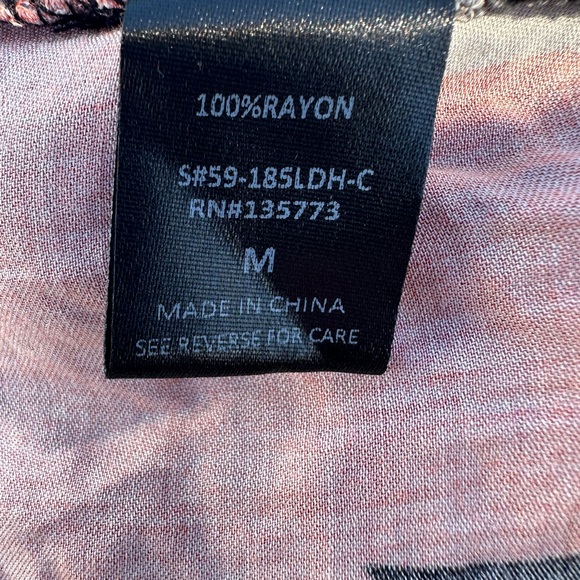 100%RAYON
S#59-185LDH-C
RN#135773
M
MADE IN CHINA
SEE REVERSE FOR CARE